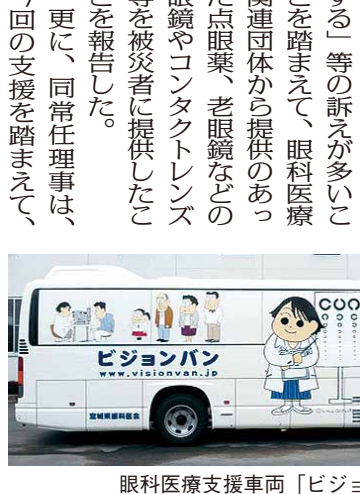 する」等の訴えが多いこ
とを踏まえて、眼科医療
関連団体から提供のあっ
た点眼薬、老眼鏡などの
眼鏡やコンタクトレンズ
等を被災者に提供したこ
とを報告した。
更に、同常任理事は、
今回の支援を踏まえて、
ビジョンバン
www.visionvan.jp
宮城県眼科医会
COO
眼科医療支援車両「ビジョ